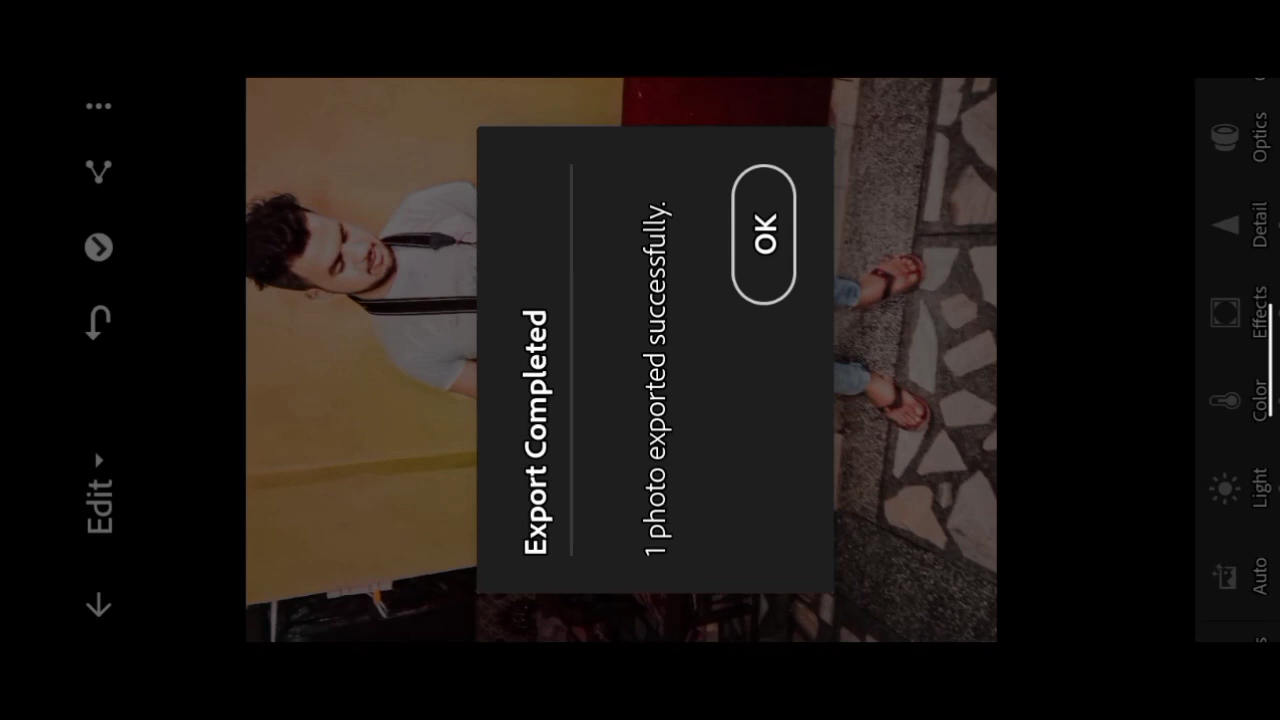 Edit
Export Completed
1 photo exported successfully.
OK
Auto
Light
Color
Effects
Detail
Optics